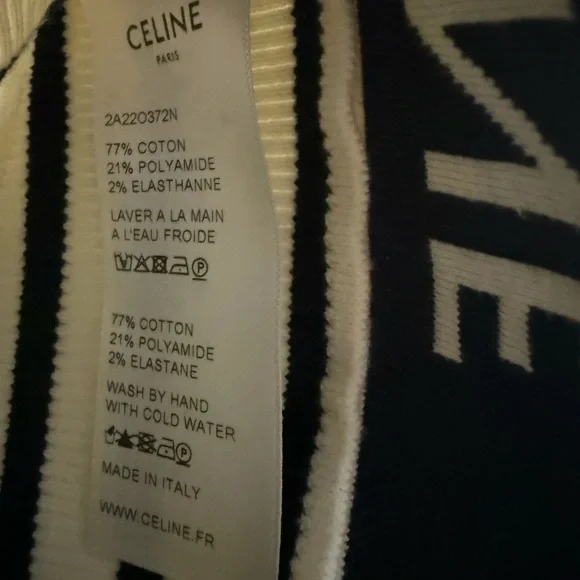 CELINE
PARIS
2A22O372N
77% COTON
21% POLYAMIDE
2% ELASTHANNE
LAVER A LA MAIN
A L'EAU FROIDE
77% COTTON
21% POLYAMIDE
2% ELASTANE
WASH BY HAND
WITH COLD WATER
MADE IN ITALY
WWW.CELINE.FR